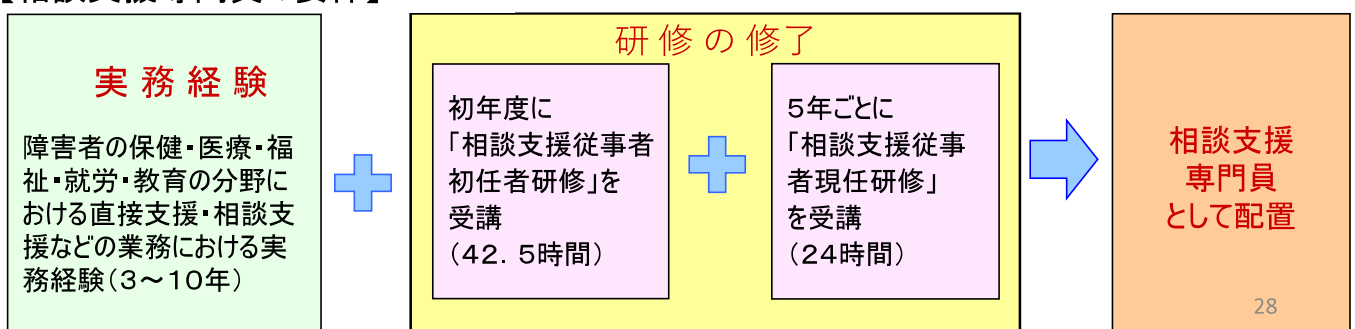 実 務 経 験
障害者の保健・医療・福
祉・就労・教育の分野に
おける直接支援・相談支
援などの業務における実
務経験(3～10年)
研 修 の 修了
初年度に
「相談支援従事者
初任者研修」を
受講
(42.5時間)
5年ごとに
「相談支援従事
者現任研修」
を受講
(24時間)
相談支援
専門員
として配置
28